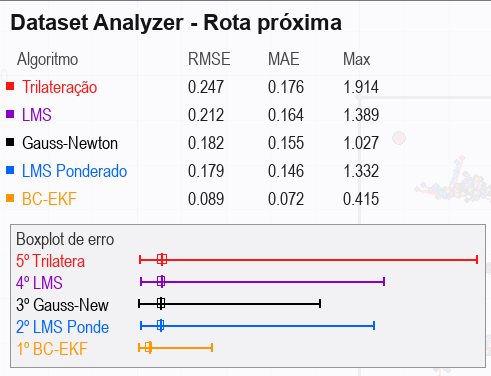 Dataset Analyzer - Rota próxima
Algoritmo RMSE MAE Max
Trilateração 0.247 0.176 1.914
LMS 0.212 0.164 1.389
Gauss-Newton 0.182 0.155 1.027
LMS Ponderado 0.179 0.146 1.332
BC-EKF 0.089 0.072 0.415
Boxplot de erro
5º Trilatera
4º LMS
3º Gauss-New
2º LMS Ponde
1º BC-EKF